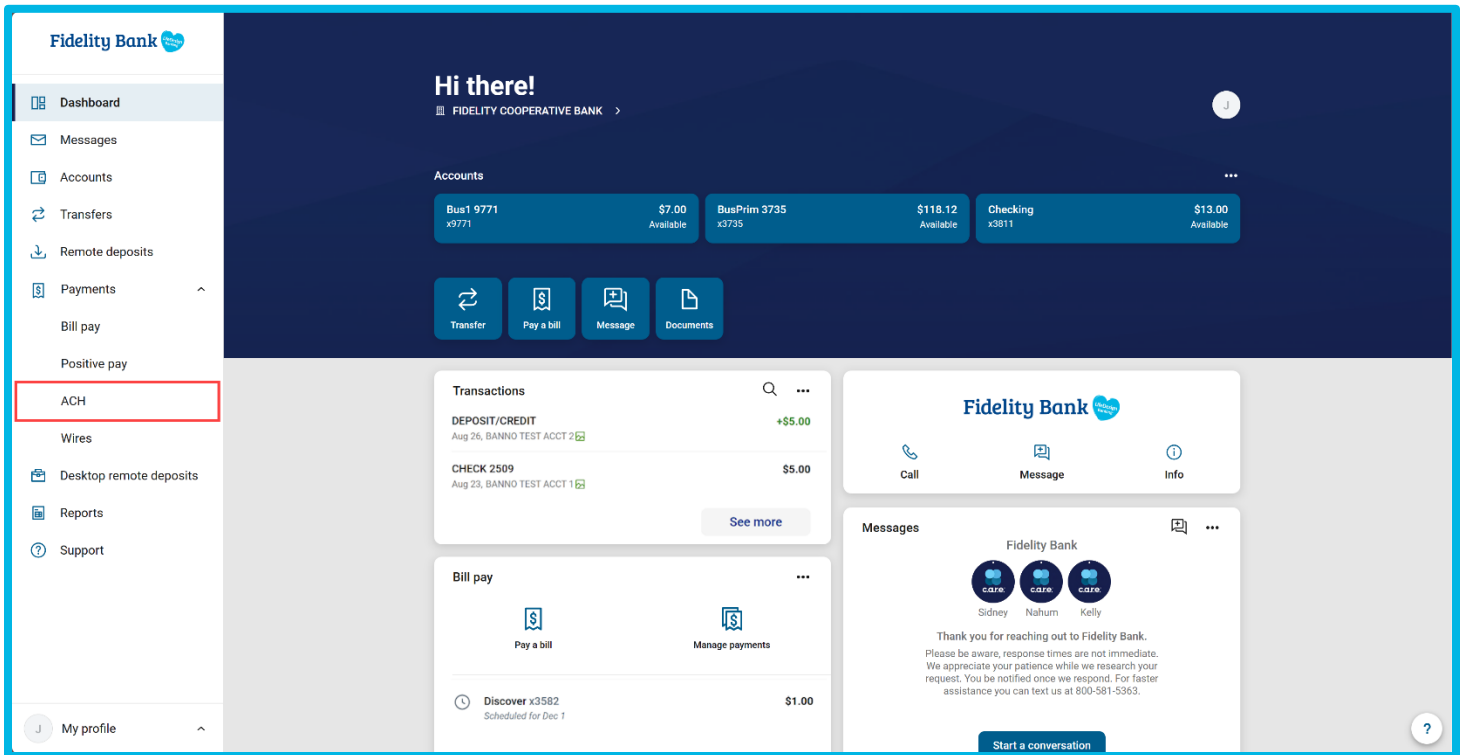 Fidelity Bank
Dashboard
Messages
Accounts
Transfers
Remote deposits
Payments
Bill pay
Positive pay
ACH
Wires
Desktop remote deposits
Reports
Support
J My profile
Hi there!
FIDELITY COOPERATIVE BANK
J
Accounts
Bus1 9771 $7.00
x9771 Available
BusPrim 3735 $118.12
x3735 Available
Checking $13.00
x3811 Available
Transfer
Pay a bill
Message
Documents
Transactions
DEPOSIT/CREDIT +$5.00
Aug 26, BANNO TEST ACCT 2
CHECK 2509 $5.00
Aug 23, BANNO TEST ACCT 1
See more
Bill pay
Pay a bill
Manage payments
Discover x3582 $1.00
Scheduled for Dec 1
Fidelity Bank
Call
Message
Info
Messages
Fidelity Bank
c.a.r.e. c.a.r.e. c.a.r.e.
Sidney Nahum Kelly
Thank you for reaching out to Fidelity Bank.
Please be aware, response times are not immediate.
We appreciate your patience while we research your
request. You be notified once we respond. For faster
assistance you can text us at 800-581-5363.
Start a conversation
?